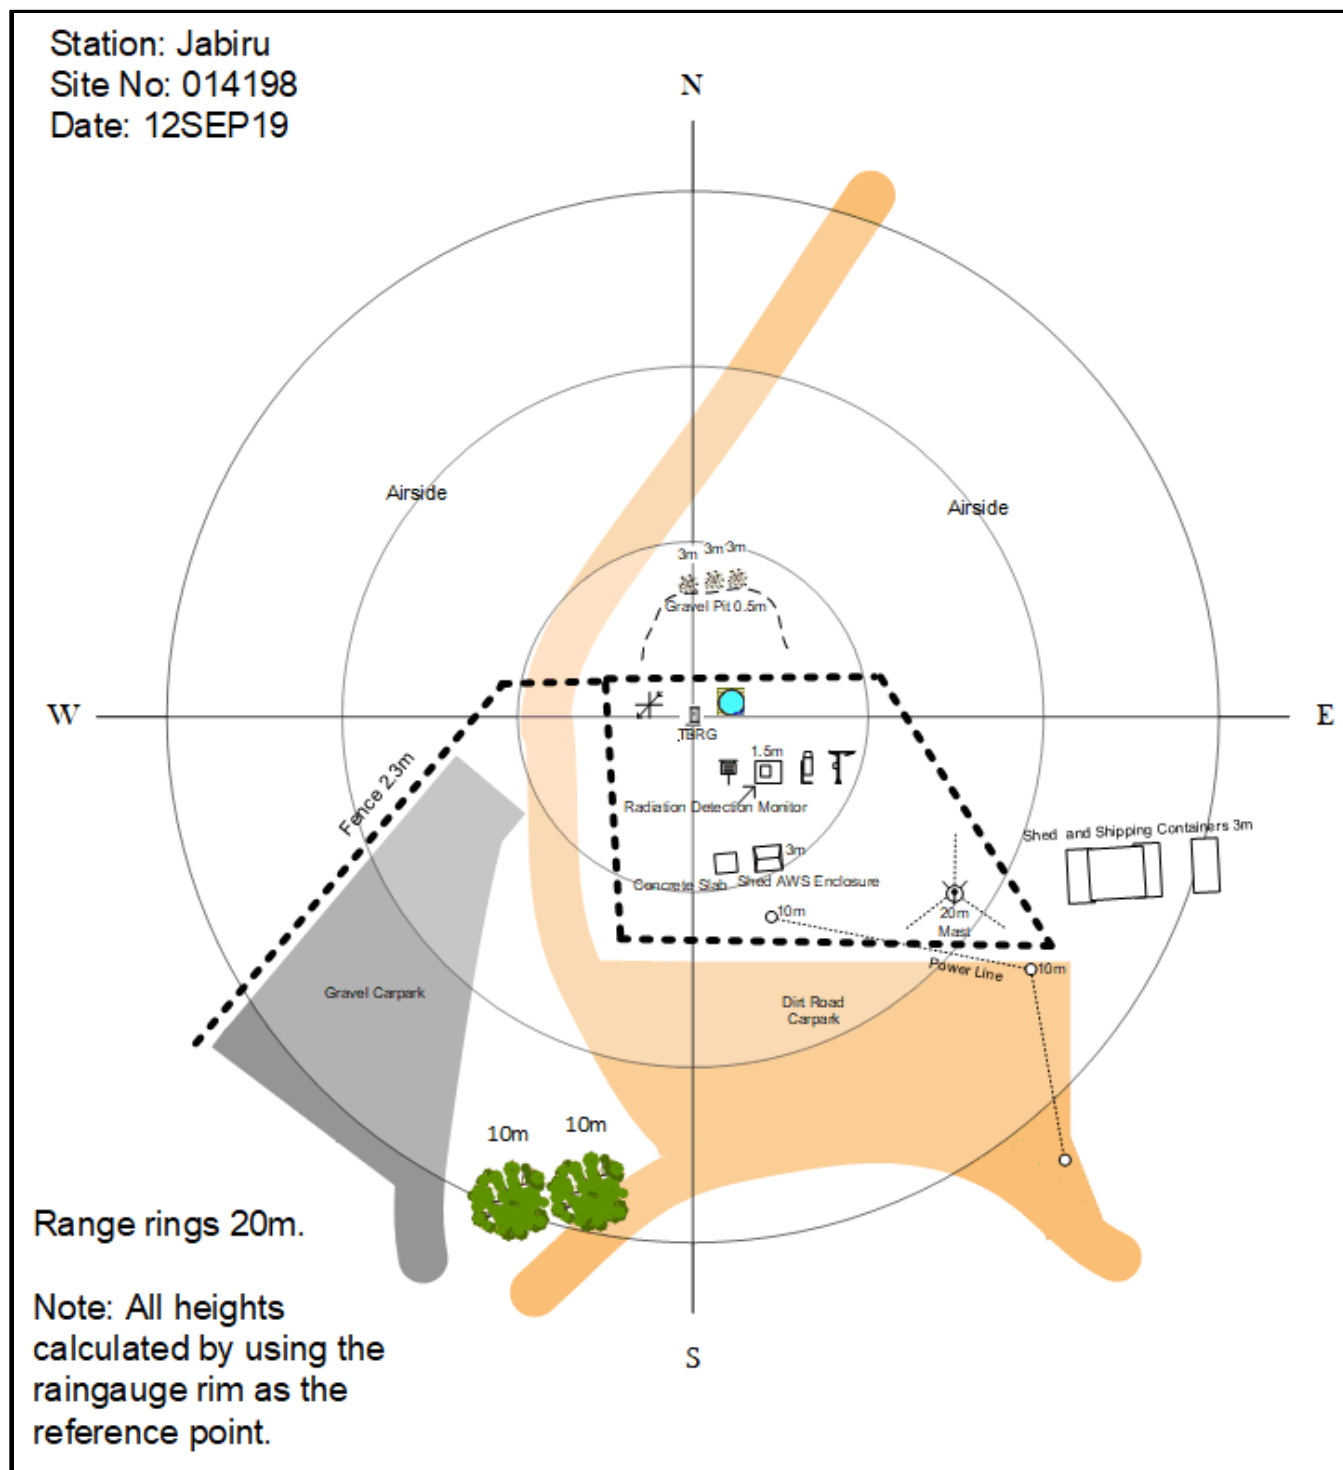 Station: Jabiru
Site No: 014198
Date: 12SEP19
N
Airside
Airside
3m 3m 3m
Gravel Pit 0.5m
W
E
TBRG
1.5m
Fence 2.3m
Radiation Detection Monitor
Shed and Shipping Containers 3m
3m
Concrete Slab
Shed AWS Enclosure
10m
20m
Mast
Power Line
10m
Gravel Carpark
Dirt Road
Carpark
10m
10m
Range rings 20m.
Note: All heights
calculated by using the
raingauge rim as the
reference point.
S